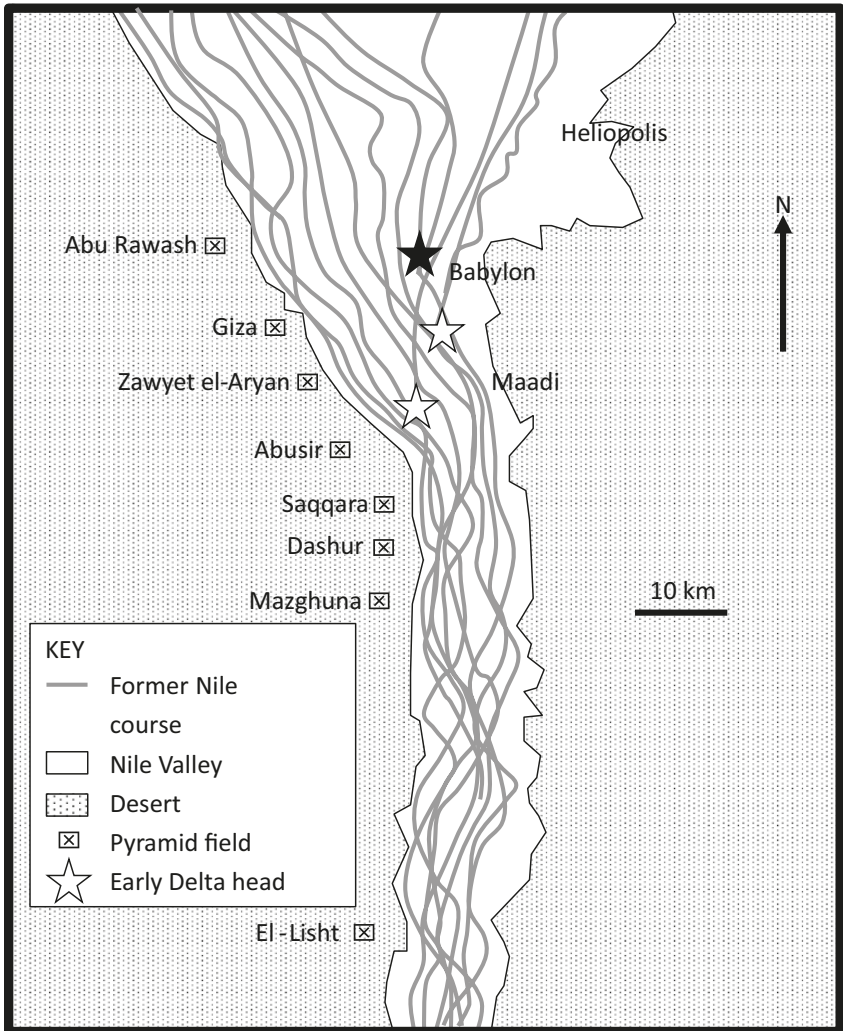 Heliopolis
N
Abu Rawash
Babylon
Giza
Zawyet el-Aryan
Maadi
Abusir
Saqqara
Dashur
10 km
Mazghuna
KEY
Former Nile
course
Nile Valley
Desert
Pyramid field
Early Delta head
El -Lisht